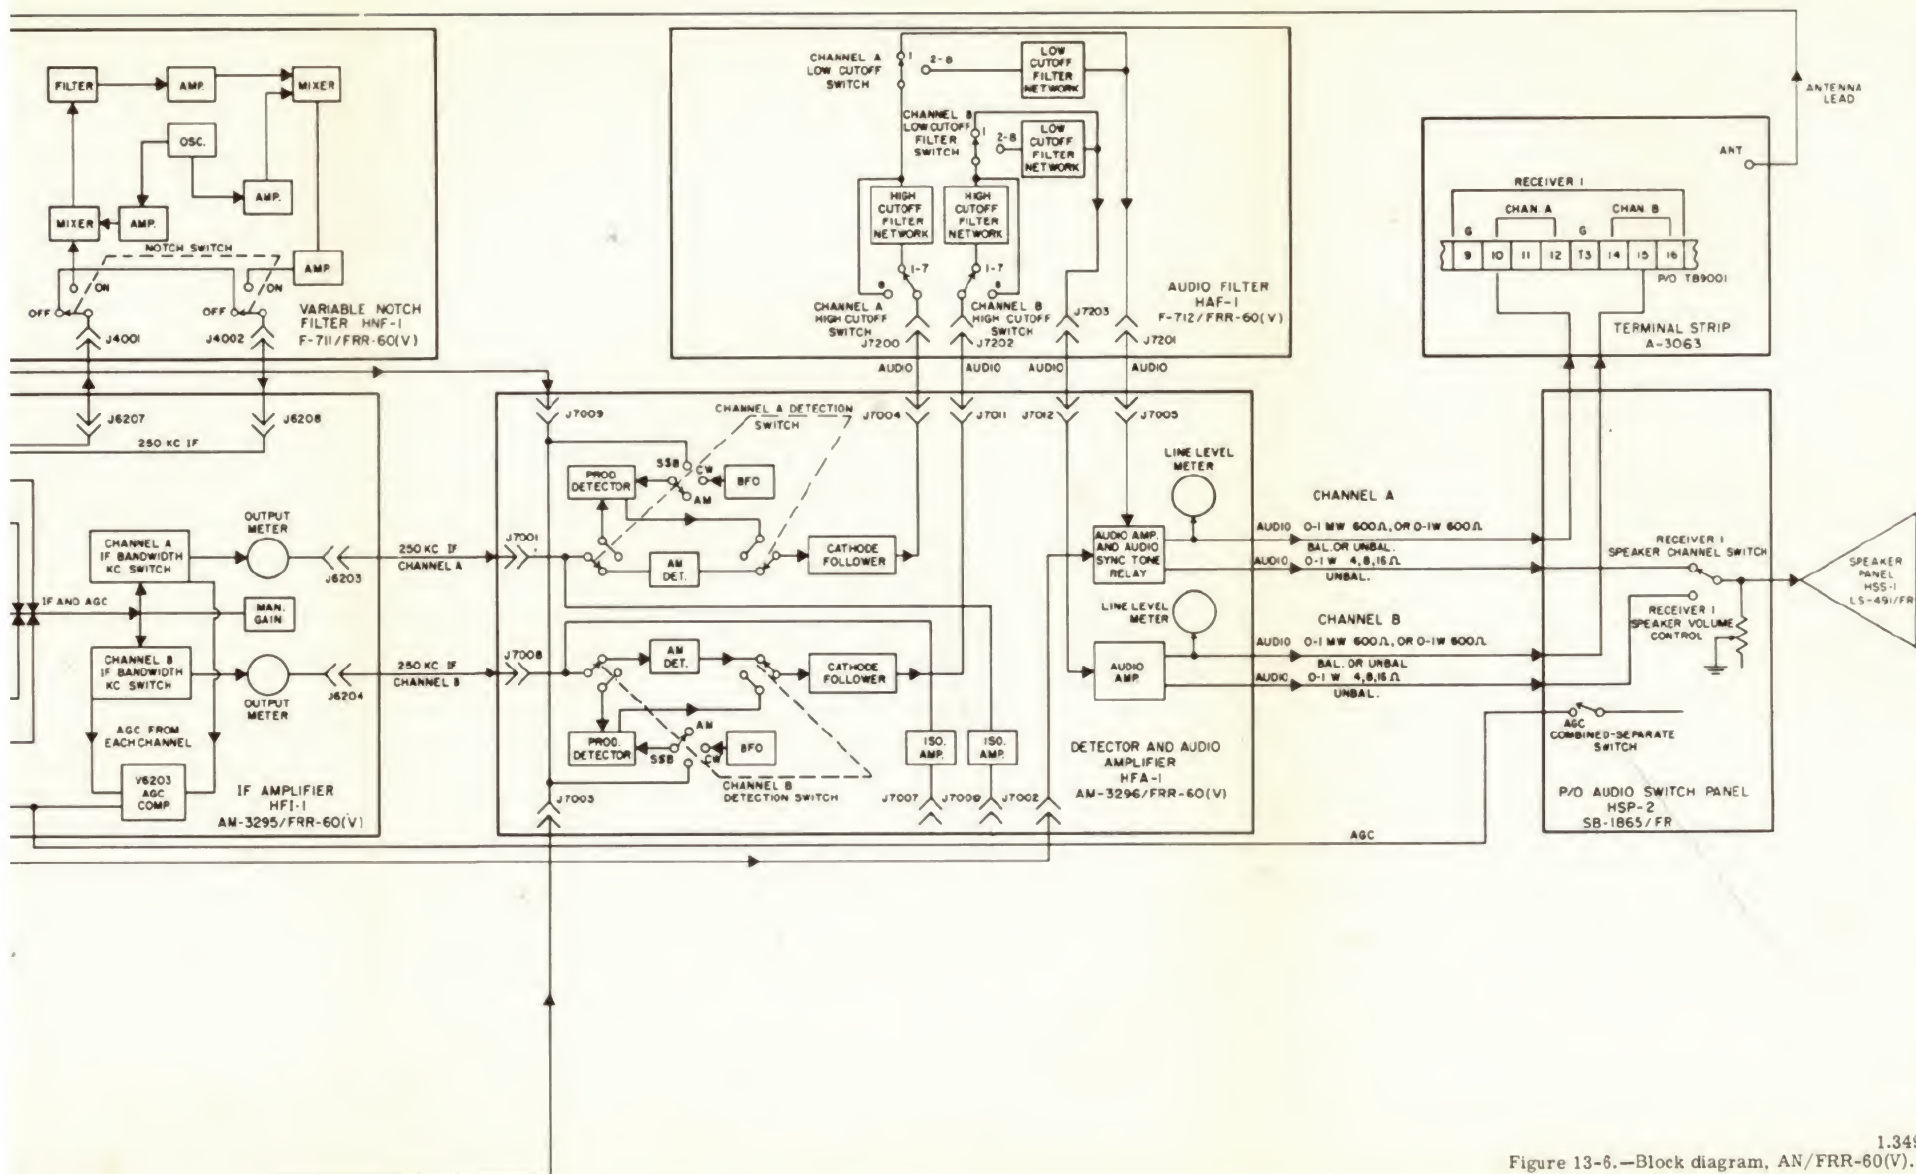 FILTER
AMP.
MIXER
OSC.
AMP.
MIXER
AMP.
NOTCH SWITCH
AMP.
ON
ON
OFF
OFF
VARIABLE NOTCH
FILTER HNF-1
F-711/FRR-60(V)
J4001
J4002
CHANNEL A
LOW CUTOFF
SWITCH
1
2-8
LOW
CUTOFF
FILTER
NETWORK
CHANNEL B
LOW CUTOFF
FILTER
SWITCH
1
2-8
LOW
CUTOFF
FILTER
NETWORK
HIGH
CUTOFF
FILTER
NETWORK
HIGH
CUTOFF
FILTER
NETWORK
1-7
1-7
8
8
CHANNEL A
HIGH CUTOFF
SWITCH
CHANNEL B
HIGH CUTOFF
SWITCH
J7200
J7202
J7203
J7201
AUDIO FILTER
HAF-1
F-712/FRR-60(V)
AUDIO
AUDIO
AUDIO
AUDIO
ANTENNA
LEAD
ANT
RECEIVER 1
CHAN. A
CHAN. B
G
G
9
10
11
12
13
14
15
16
P/O TB9001
TERMINAL STRIP
A-3063
J6207
J6208
250 KC IF
OUTPUT
METER
CHANNEL A
IF BANDWIDTH
KC SWITCH
J6203
IF AND AGC
MAN.
GAIN
CHANNEL B
IF BANDWIDTH
KC SWITCH
J6204
OUTPUT
METER
AGC FROM
EACH CHANNEL
V6203
AGC
COMP.
IF AMPLIFIER
HFI-1
AM-3295/FRR-60(V)
250 KC IF
CHANNEL A
250 KC IF
CHANNEL B
J7009
CHANNEL A DETECTION
SWITCH
J7004
J7011
J7012
J7005
SSB
CW
AM
PROD.
DETECTOR
BFO
J7001
AM
DET.
CATHODE
FOLLOWER
J7008
AM
DET.
CATHODE
FOLLOWER
PROD.
DETECTOR
AM
SSB
CW
BFO
CHANNEL B
DETECTION SWITCH
J7003
ISO.
AMP.
ISO.
AMP.
J7007
J7006
J7002
LINE LEVEL
METER
AUDIO AMP.
AND AUDIO
SYNC TONE
RELAY
LINE LEVEL
METER
AUDIO
AMP.
DETECTOR AND AUDIO
AMPLIFIER
HFA-1
AM-3296/FRR-60(V)
CHANNEL A
AUDIO 0-1 MW 600Ω, OR 0-1W 600Ω
BAL. OR UNBAL.
AUDIO 0-1 W 4,8,16Ω
UNBAL.
CHANNEL B
AUDIO 0-1 MW 600Ω, OR 0-1W 600Ω
BAL. OR UNBAL
AUDIO 0-1 W 4,8,16Ω
UNBAL.
AGC
RECEIVER 1
SPEAKER CHANNEL SWITCH
RECEIVER 1
SPEAKER VOLUME
CONTROL
AGC
COMBINED-SEPARATE
SWITCH
P/O AUDIO SWITCH PANEL
HSP-2
SB-1865/FR
SPEAKER
PANEL
HSS-1
LS-491/FR
1.349
Figure 13-6.—Block diagram, AN/FRR-60(V).